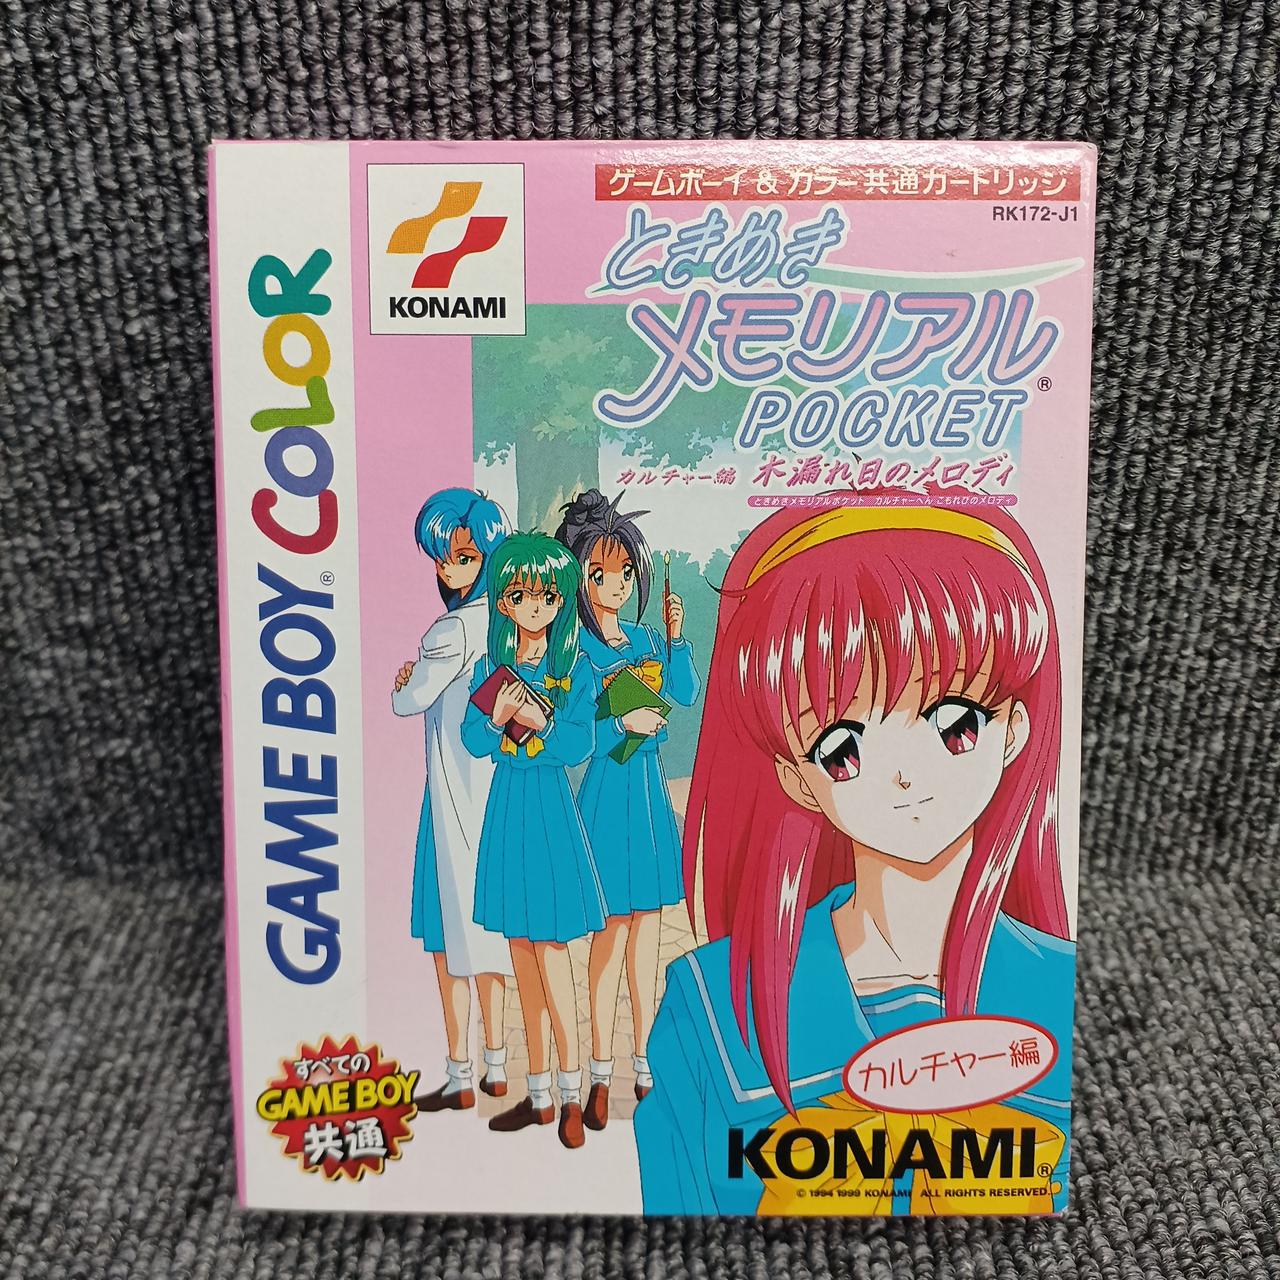 KONAMI
ゲームボーイ & カラー共通カートリッジ
RK172-J1
ときめき
メモリアル®
POCKET
カルチャー編 木漏れ日のメロディ
ときめきメモリアルポケット カルチャーへん こもれびのメロディ
GAME BOY COLOR®
すべての
GAME BOY
共通
カルチャー編
KONAMI®
© 1994 1999 KONAMI ALL RIGHTS RESERVED.